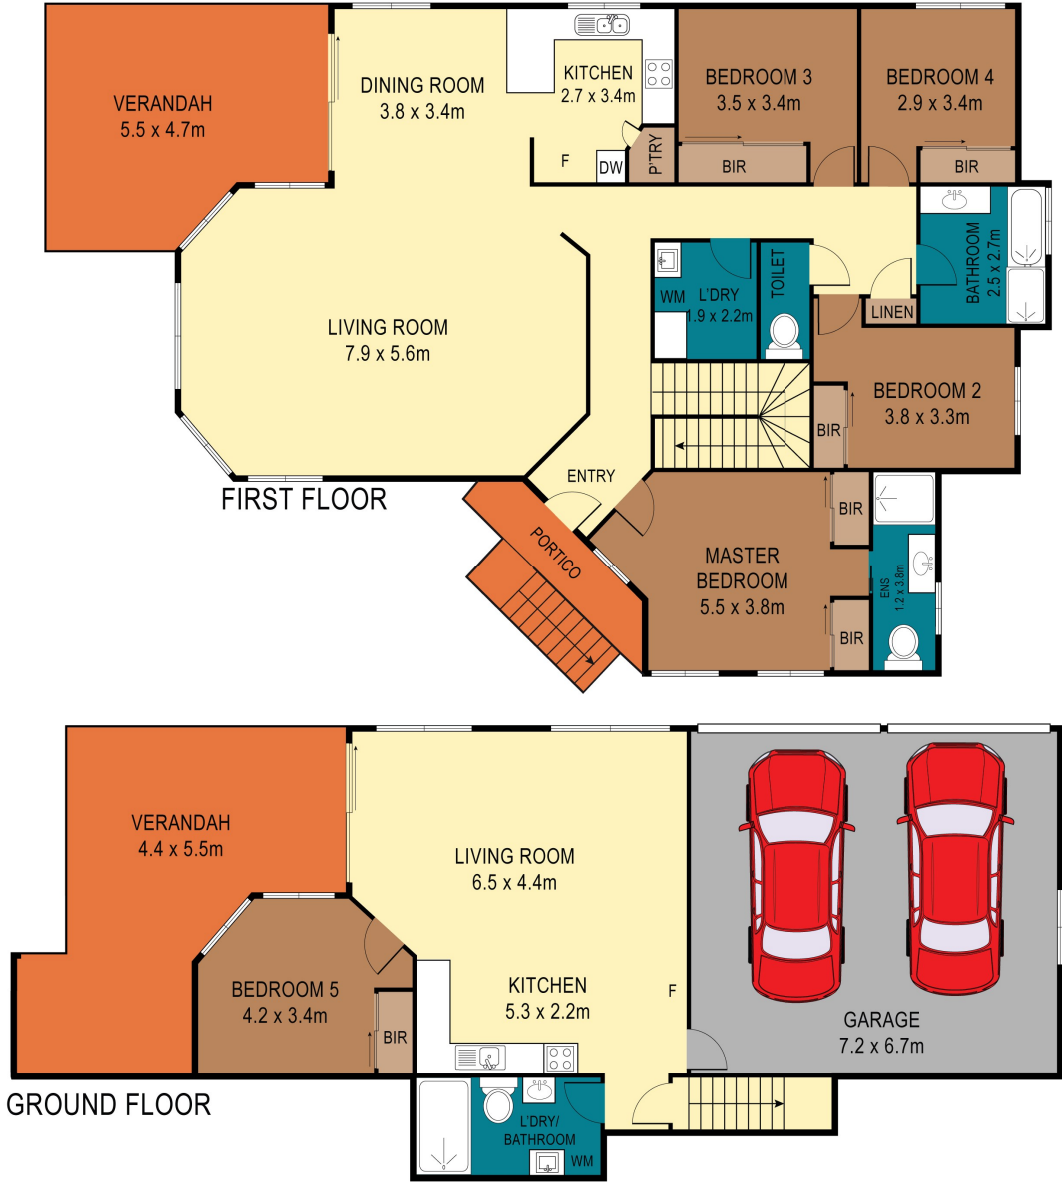 VERANDAH
5.5 x 4.7m
DINING ROOM
3.8 x 3.4m
KITCHEN
2.7 x 3.4m
F
DW
P'TRY
BEDROOM 3
3.5 x 3.4m
BIR
BEDROOM 4
2.9 x 3.4m
BIR
BATHROOM
2.5 x 2.7m
LIVING ROOM
7.9 x 5.6m
WM
L'DRY
1.9 x 2.2m
TOILET
LINEN
BEDROOM 2
3.8 x 3.3m
BIR
ENTRY
FIRST FLOOR
PORTICO
MASTER
BEDROOM
5.5 x 3.8m
BIR
BIR
ENS
1.2 x 3.8m
VERANDAH
4.4 x 5.5m
LIVING ROOM
6.5 x 4.4m
BEDROOM 5
4.2 x 3.4m
BIR
KITCHEN
5.3 x 2.2m
F
GARAGE
7.2 x 6.7m
GROUND FLOOR
L'DRY/
BATHROOM
WM